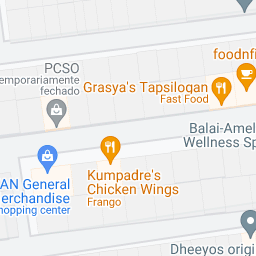 foodnfi
PCSO
emporariamente
fechado
Grasya's Tapsilogan
Fast Food
Balai-Amel
Wellness Sp
AN General
erchandise
hopping center
Kumpadre's
Chicken Wings
Frango
Dheeyos origi